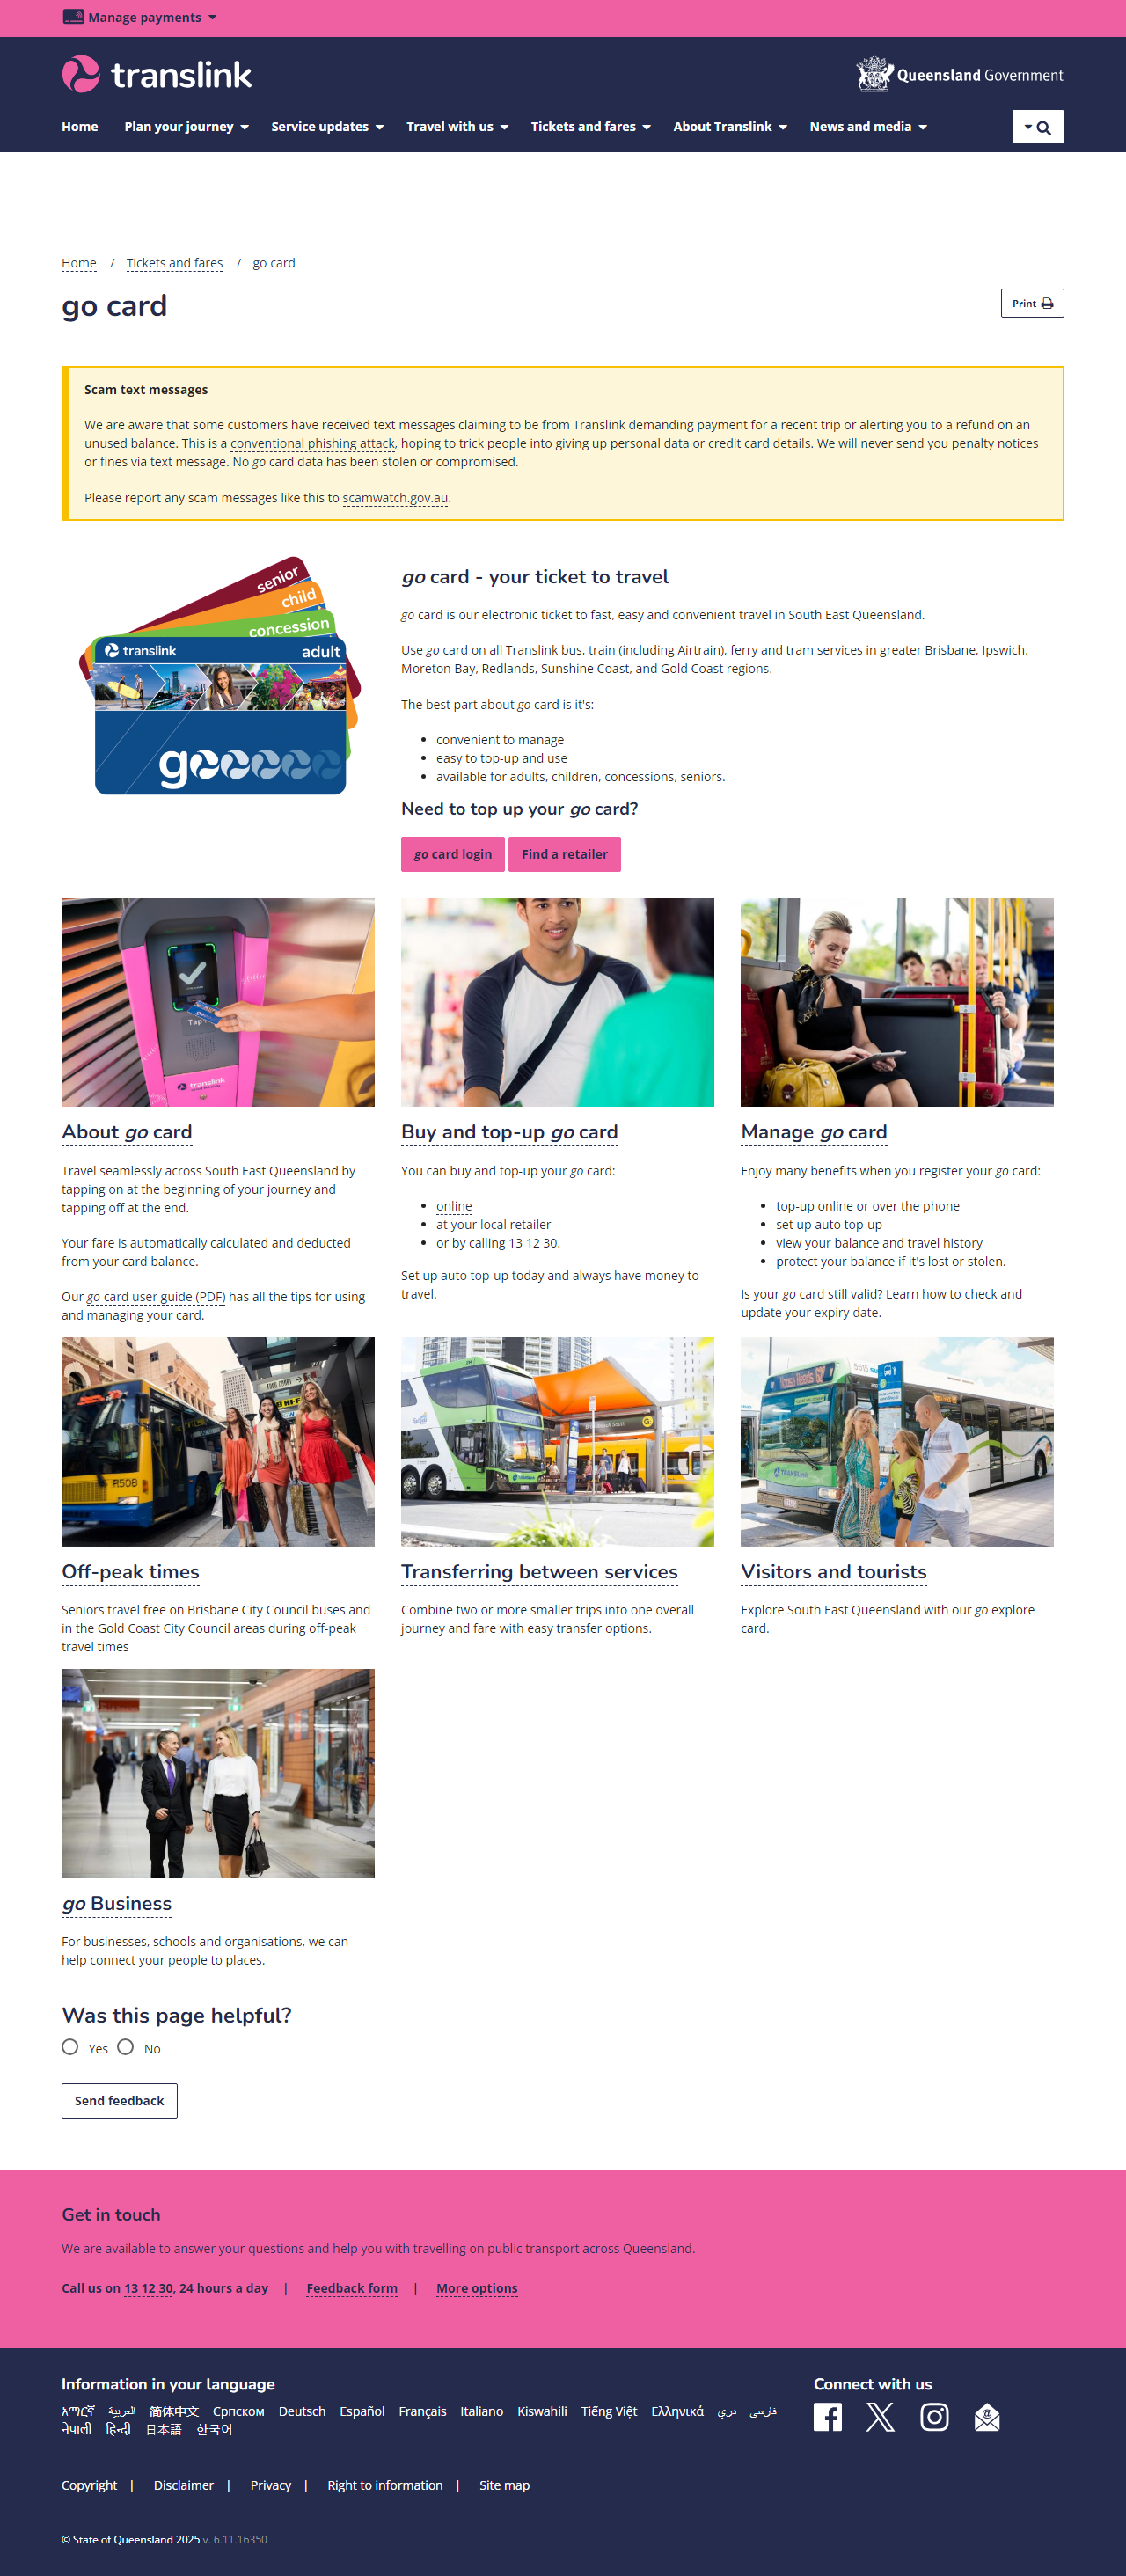 Manage payments
translink
Queensland Government
Home Plan your journey Service updates Travel with us Tickets and fares About Translink News and media
Home / Tickets and fares / go card
go card
Print
Scam text messages
We are aware that some customers have received text messages claiming to be from Translink demanding payment for a recent trip or alerting you to a refund on an
unused balance. This is a conventional phishing attack, hoping to trick people into giving up personal data or credit card details. We will never send you penalty notices
or fines via text message. No go card data has been stolen or compromised.
Please report any scam messages like this to scamwatch.gov.au.
senior
child
concession
translink adult
go
go card - your ticket to travel
go card is our electronic ticket to fast, easy and convenient travel in South East Queensland.
Use go card on all Translink bus, train (including Airtrain), ferry and tram services in greater Brisbane, Ipswich,
Moreton Bay, Redlands, Sunshine Coast, and Gold Coast regions.
The best part about go card is it's:
convenient to manage
easy to top-up and use
available for adults, children, concessions, seniors.
Need to top up your go card?
go card login Find a retailer
Tap
translink
About go card
Travel seamlessly across South East Queensland by
tapping on at the beginning of your journey and
tapping off at the end.
Your fare is automatically calculated and deducted
from your card balance.
Our go card user guide (PDF) has all the tips for using
and managing your card.
Buy and top-up go card
You can buy and top-up your go card:
online
at your local retailer
or by calling 13 12 30.
Set up auto top-up today and always have money to
travel.
Manage go card
Enjoy many benefits when you register your go card:
top-up online or over the phone
set up auto top-up
view your balance and travel history
protect your balance if it's lost or stolen.
Is your go card still valid? Learn how to check and
update your expiry date.
R508
HI-FI
TRANSLINK
Off-peak times
Seniors travel free on Brisbane City Council buses and
in the Gold Coast City Council areas during off-peak
travel times
Transferring between services
Combine two or more smaller trips into one overall
journey and fare with easy transfer options.
Visitors and tourists
Explore South East Queensland with our go explore
card.
go Business
For businesses, schools and organisations, we can
help connect your people to places.
Was this page helpful?
Yes No
Send feedback
Get in touch
We are available to answer your questions and help you with travelling on public transport across Queensland.
Call us on 13 12 30, 24 hours a day | Feedback form | More options
Information in your language
አማርኛ العربية 简体中文 Српском Deutsch Español Français Italiano Kiswahili Tiếng Việt Ελληνικά دری فارسی
नेपाली हिन्दी 日本語 한국어
Connect with us
Copyright | Disclaimer | Privacy | Right to information | Site map
© State of Queensland 2025 v. 6.11.16350